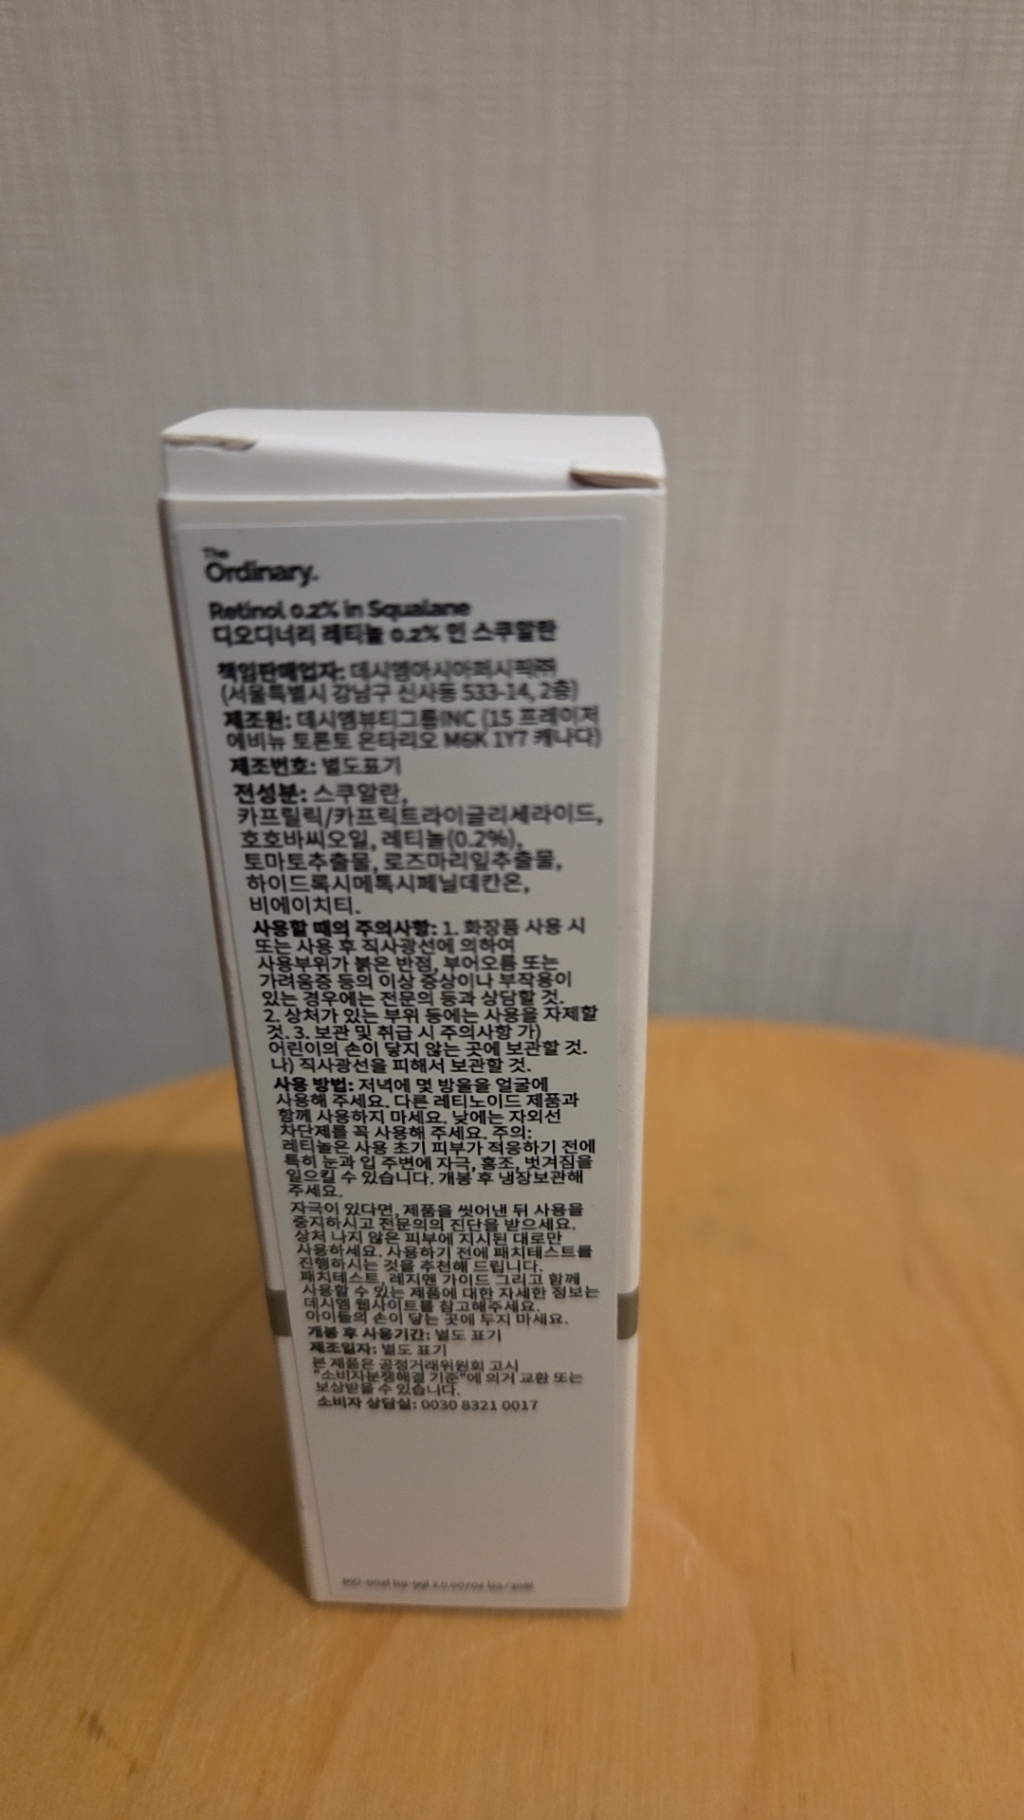 The
Ordinary.
Retinol 0.2% in Squalane
디오디너리 레티놀 0.2% 인 스쿠알란
책임판매업자: 데시엠아시아퍼시픽㈜
(서울특별시 강남구 신사동 533-14, 2층)
제조원: 데시엠뷰티그룹INC (15 프레이저
에비뉴 토론토 온타리오 M6K 1Y7 캐나다)
제조번호: 별도표기
전성분: 스쿠알란,
카프릴릭/카프릭트라이글리세라이드,
호호바씨오일, 레티놀(0.2%),
토마토추출물, 로즈마리잎추출물,
하이드록시메톡시페닐데칸온,
비에이치티.
사용할 때의 주의사항: 1. 화장품 사용 시
또는 사용 후 직사광선에 의하여
사용부위가 붉은 반점, 부어오름 또는
가려움증 등의 이상 증상이나 부작용이
있는 경우에는 전문의 등과 상담할 것.
2. 상처가 있는 부위 등에는 사용을 자제할
것. 3. 보관 및 취급 시 주의사항 가)
어린이의 손이 닿지 않는 곳에 보관할 것.
나) 직사광선을 피해서 보관할 것.
사용 방법: 저녁에 몇 방울을 얼굴에
사용해 주세요. 다른 레티노이드 제품과
함께 사용하지 마세요. 낮에는 자외선
차단제를 꼭 사용해 주세요. 주의:
레티놀은 사용 초기 피부가 적응하기 전에
특히 눈과 입 주변에 자극, 홍조, 벗겨짐을
일으킬 수 있습니다. 개봉 후 냉장보관해
주세요.
자극이 있다면, 제품을 씻어낸 뒤 사용을
중지하시고 전문의의 진단을 받으세요.
상처 나지 않은 피부에 지시된 대로만
사용하세요. 사용하기 전에 패치테스트를
진행하시는 것을 추천해 드립니다.
패치테스트, 레지멘 가이드 그리고 함께
사용할 수 있는 제품에 대한 자세한 정보는
데시엠 웹사이트를 참고해주세요.
아이들의 손이 닿는 곳에 두지 마세요.
개봉 후 사용기간: 별도 표기
제조일자: 별도 표기
본 제품은 공정거래위원회 고시
"소비자분쟁해결 기준"에 의거 교환 또는
보상받을 수 있습니다.
소비자 상담실: 0030 8321 0017